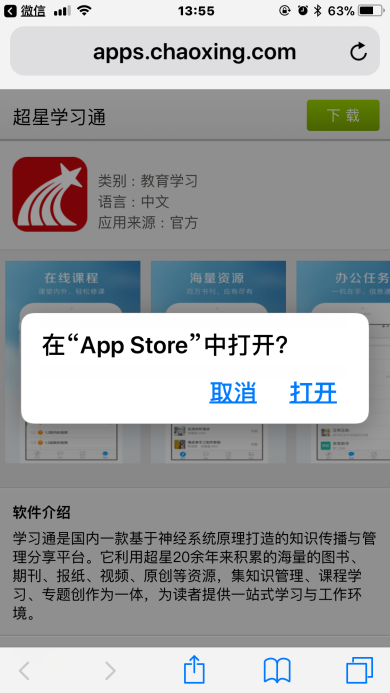 微信 13:55 63%
apps.chaoxing.com
超星学习通 下 载
类别：教育学习
语言：中文
应用来源：官方
在线课程 海量资源 办公任务
在“App Store”中打开？
取消 打开
软件介绍
学习通是国内一款基于神经系统原理打造的知识传播与管
理分享平台。它利用超星20余年来积累的海量的图书、
期刊、报纸、视频、原创等资源，集知识管理、课程学
习、专题创作为一体，为读者提供一站式学习与工作环
境。